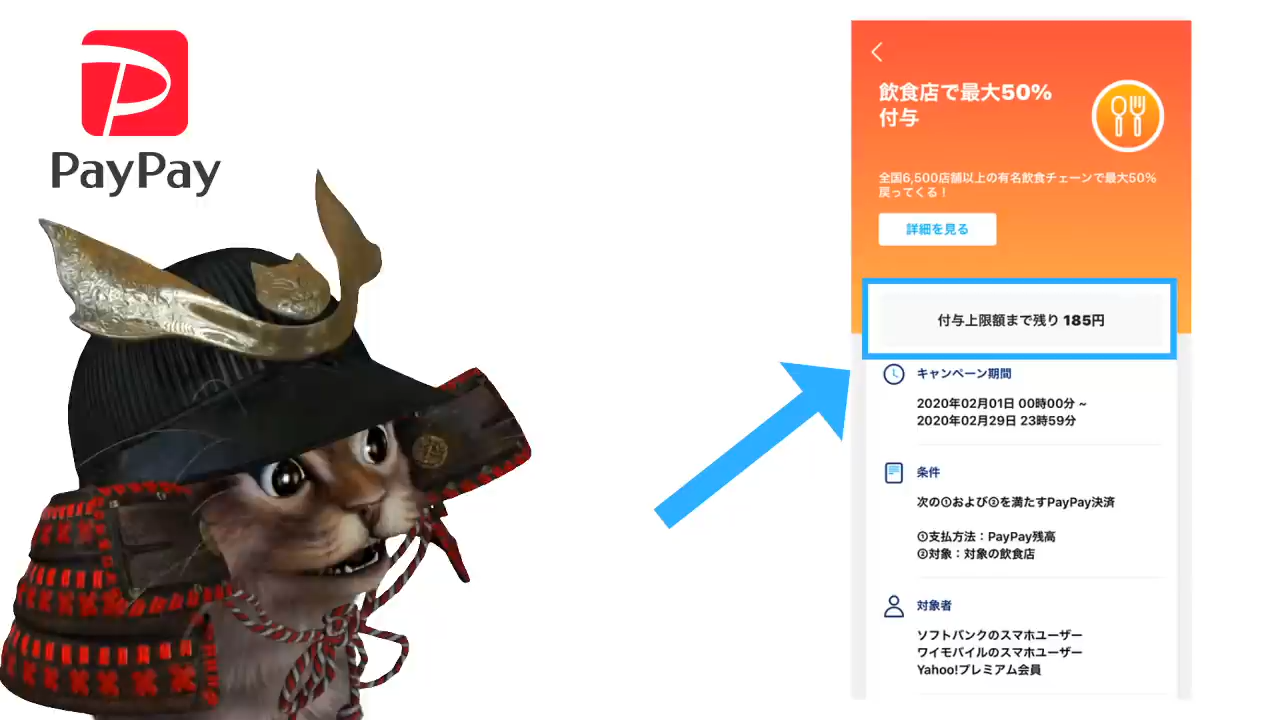 PayPay
飲食店で最大50%
付与
全国6,500店舗以上の有名飲食チェーンで最大50%
戻ってくる！
詳細を見る
付与上限額まで残り 185円
キャンペーン期間
2020年02月01日 00時00分 ~
2020年02月29日 23時59分
条件
次の①および②を満たすPayPay決済
①支払方法：PayPay残高
②対象：対象の飲食店
対象者
ソフトバンクのスマホユーザー
ワイモバイルのスマホユーザー
Yahoo!プレミアム会員